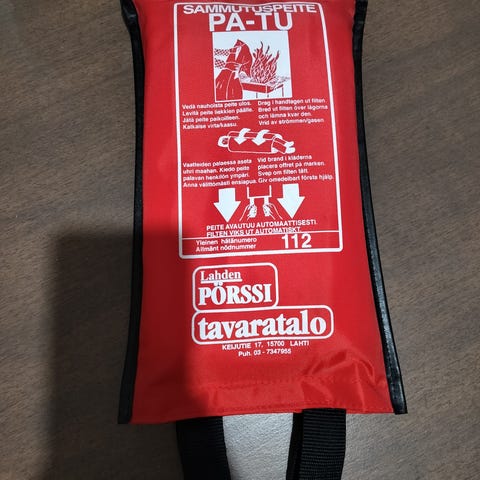 SAMMUTUSPEITE
PA-TU
Vedä nauhoista peite ulos.
Levitä peite liekkien päälle.
Jätä peite paikoilleen.
Katkaise virta/kaasu.
Drag i handtagen ut filten.
Bred ut filten över lågorna
och lämna kvar den.
Vrid av strömmen/gasen
Vaatteiden palaessa aseta
uhri maahan. Kiedo peite
palavan henkilön ympäri.
Anna välittömästi ensiapua.
Vid brand i kläderna
placera offret på marken.
Svep om filten tätt.
Giv omedelbart första hjälp.
PEITE AVAUTUU AUTOMAATTISESTI.
FILTEN VIKS UT AUTOMATISKT.
Yleinen hätänumero
Allmänt nödnummer
112
Lahden
PÖRSSI
tavaratalo
KEIJUTIE 17, 15700 LAHTI
Puh. 03 - 7347955